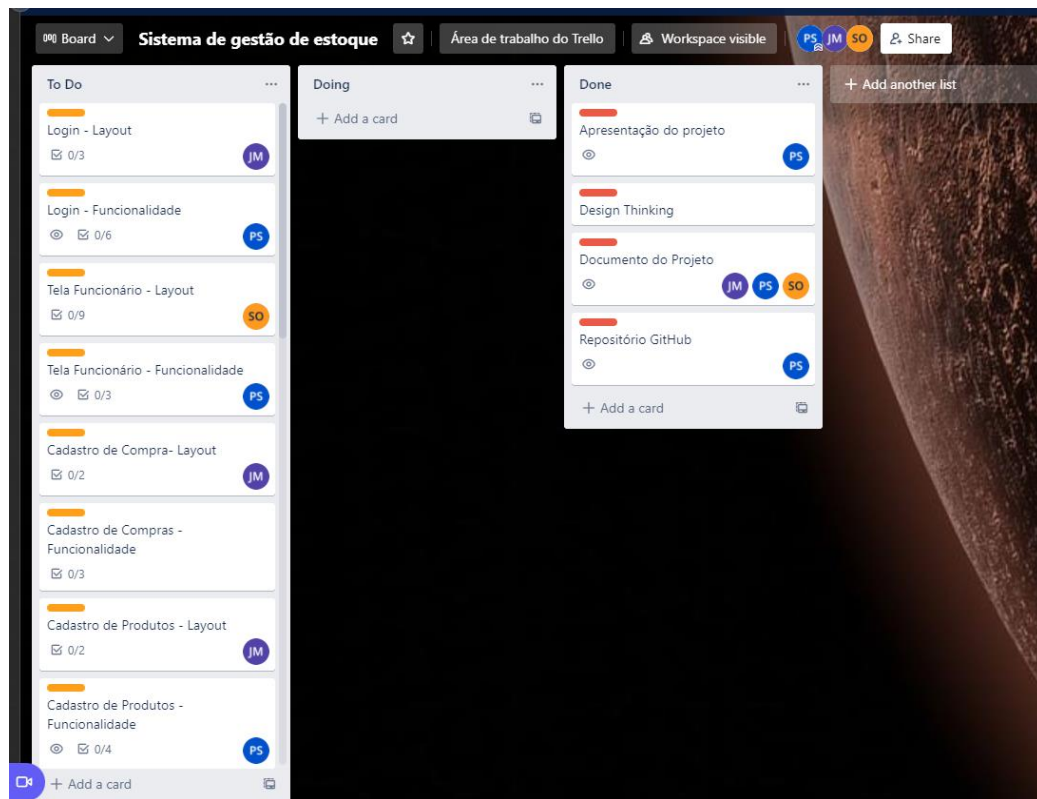 Board
Sistema de gestão de estoque
Área de trabalho do Trello
Workspace visible
PS
JM
SO
Share
To Do
Login - Layout
0/3
JM
Login - Funcionalidade
0/6
PS
Tela Funcionário - Layout
0/9
SO
Tela Funcionário - Funcionalidade
0/3
PS
Cadastro de Compra- Layout
0/2
JM
Cadastro de Compras -
Funcionalidade
0/3
Cadastro de Produtos - Layout
0/2
JM
Cadastro de Produtos -
Funcionalidade
0/4
PS
+ Add a card
Doing
+ Add a card
Done
Apresentação do projeto
PS
Design Thinking
Documento do Projeto
JM
PS
SO
Repositório GitHub
PS
+ Add a card
+ Add another list